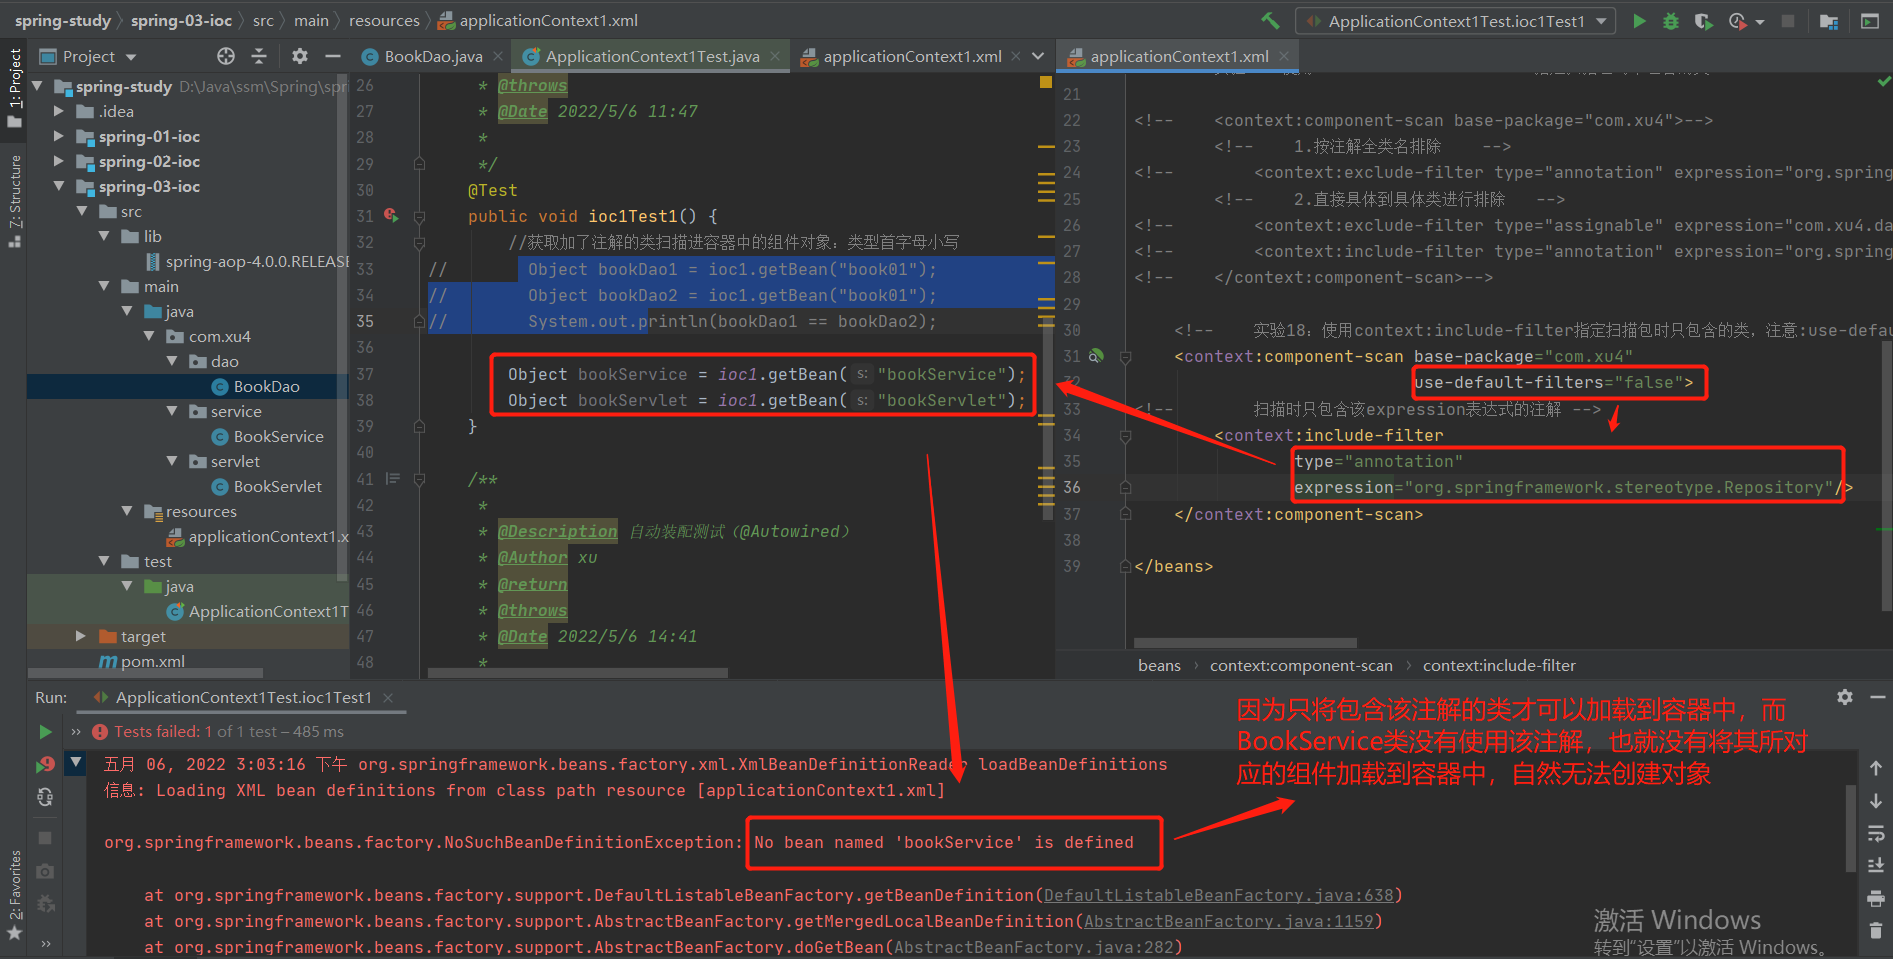 spring-study 〉 spring-03-ioc 〉 src 〉 main 〉 resources 〉 applicationContext1.xml
ApplicationContext1Test.ioc1Test1
Project
BookDao.java
ApplicationContext1Test.java
applicationContext1.xml
applicationContext1.xml
1: Project
Z: Structure
2: Favorites
spring-study D:\Java\ssm\Spring\spr
.idea
spring-01-ioc
spring-02-ioc
spring-03-ioc
src
lib
spring-aop-4.0.0.RELEASE
main
java
com.xu4
dao
BookDao
service
BookService
servlet
BookServlet
resources
applicationContext1.x
test
java
ApplicationContext1T
target
pom.xml
26 * @throws
27 * @Date 2022/5/6 11:47
28 *
29 */
30 @Test
31 public void ioc1Test1() {
32 //获取加了注解的类扫描进容器中的组件对象：类型首字母小写
33 // Object bookDao1 = ioc1.getBean("book01");
34 // Object bookDao2 = ioc1.getBean("book01");
35 // System.out.println(bookDao1 == bookDao2);
36
37 Object bookService = ioc1.getBean( s: "bookService");
38 Object bookServlet = ioc1.getBean( s: "bookServlet");
39 }
40
41 /**
42 *
43 * @Description 自动装配测试（@Autowired）
44 * @Author xu
45 * @return
46 * @throws
47 * @Date 2022/5/6 14:41
48 *
21
22 <!-- <context:component-scan base-package="com.xu4">-->
23 <!-- 1.按注解全类名排除 -->
24 <!-- <context:exclude-filter type="annotation" expression="org.spring
25 <!-- 2.直接具体到具体类进行排除 -->
26 <!-- <context:exclude-filter type="assignable" expression="com.xu4.da
27 <!-- <context:include-filter type="annotation" expression="org.spring
28 <!-- </context:component-scan>-->
29
30 <!-- 实验18：使用context:include-filter指定扫描包时只包含的类，注意:use-defau
31 <context:component-scan base-package="com.xu4"
32 use-default-filters="false">
33 <!-- 扫描时只包含该expression表达式的注解 -->
34 <context:include-filter
35 type="annotation"
36 expression="org.springframework.stereotype.Repository"/>
37 </context:component-scan>
38
39 </beans>
beans › context:component-scan › context:include-filter
Run: ApplicationContext1Test.ioc1Test1
» Tests failed: 1 of 1 test – 485 ms
五月 06, 2022 3:03:16 下午 org.springframework.beans.factory.xml.XmlBeanDefinitionReader loadBeanDefinitions
信息: Loading XML bean definitions from class path resource [applicationContext1.xml]
org.springframework.beans.factory.NoSuchBeanDefinitionException: No bean named 'bookService' is defined
at org.springframework.beans.factory.support.DefaultListableBeanFactory.getBeanDefinition(DefaultListableBeanFactory.java:638)
at org.springframework.beans.factory.support.AbstractBeanFactory.getMergedLocalBeanDefinition(AbstractBeanFactory.java:1159)
at org.springframework.beans.factory.support.AbstractBeanFactory.doGetBean(AbstractBeanFactory.java:282)
因为只将包含该注解的类才可以加载到容器中，而
BookService类没有使用该注解，也就没有将其所对
应的组件加载到容器中，自然无法创建对象
激活 Windows
转到“设置”以激活 Windows。